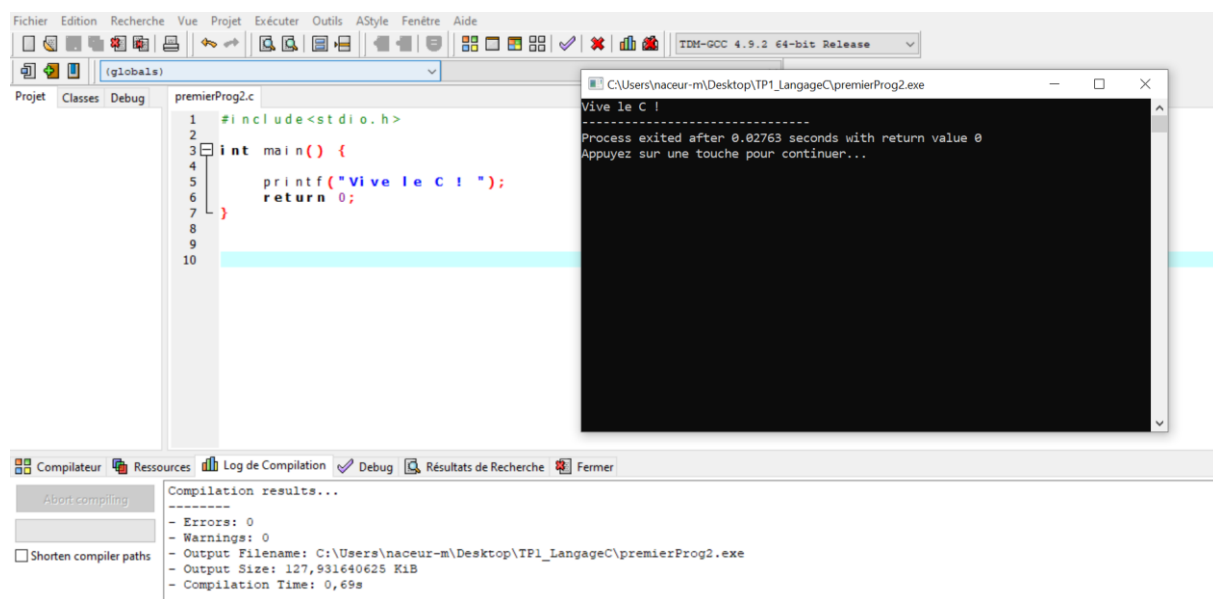 Fichier Edition Recherche Vue Projet Exécuter Outils AStyle Fenêtre Aide
TDM-GCC 4.9.2 64-bit Release
(globals)
Projet Classes Debug
premierProg2.c
1 #include<stdio.h>
2
3 int main() {
4
5 printf("Vive le C ! ");
6 return 0;
7 }
8
9
10
C:\Users\naceur-m\Desktop\TP1_LangageC\premierProg2.exe
Vive le C !
--------------------------------
Process exited after 0.02763 seconds with return value 0
Appuyez sur une touche pour continuer...
Compilateur Ressources Log de Compilation Debug Résultats de Recherche Fermer
Abort compiling
Shorten compiler paths
Compilation results...
--------
- Errors: 0
- Warnings: 0
- Output Filename: C:\Users\naceur-m\Desktop\TP1_LangageC\premierProg2.exe
- Output Size: 127,931640625 KiB
- Compilation Time: 0,69s